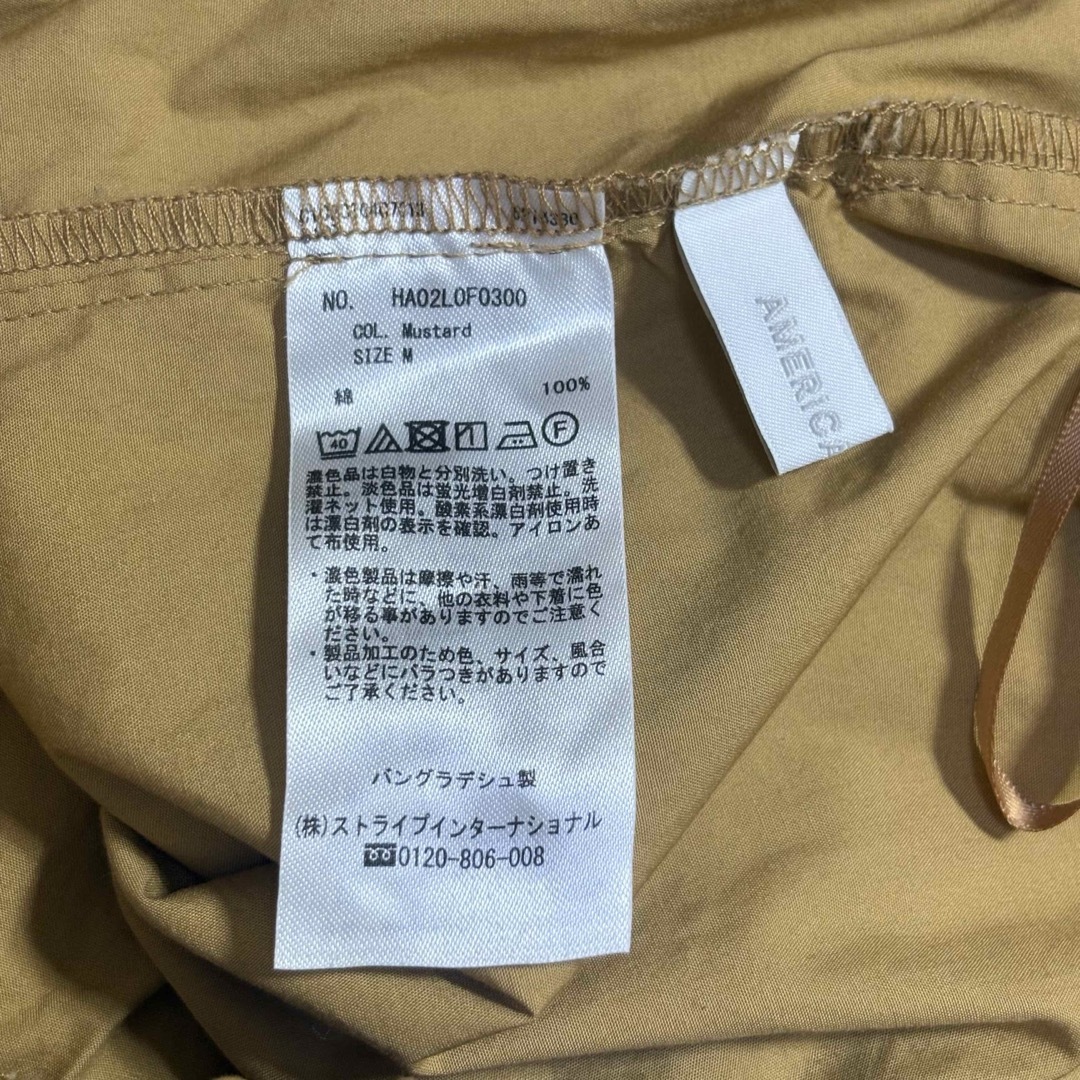 NO. HA02L0F0300
COL. Mustard
SIZE M
綿 100%
40 F
濃色品は白物と分別洗い。つけ置き
禁止。淡色品は蛍光増白剤禁止。洗
濯ネット使用。酸素系漂白剤使用時
は漂白剤の表示を確認。アイロンあ
て布使用。
・濃色製品は摩擦や汗、雨等で濡れ
た時などに、他の衣料や下着に色
が移る事がありますのでご注意く
ださい。
・製品加工のため色、サイズ、風合
いなどにバラつきがありますので
ご了承ください。
バングラデシュ製
(株)ストライプインターナショナル
0120-806-008
AMERICA